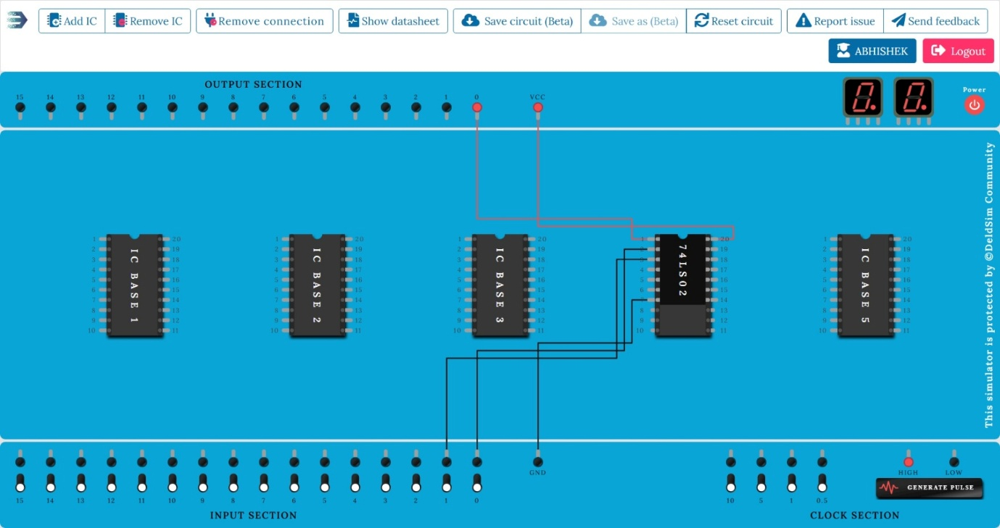 Add IC Remove IC Remove connection Show datasheet Save circuit (Beta) Save as (Beta) Reset circuit Report issue Send feedback
ABHISHEK Logout
OUTPUT SECTION
15 14 13 12 11 10 9 8 7 6 5 4 3 2 1 0 VCC
Power
This simulator is protected by ©DeldSim Community
1 20
2 19
3 18
4 17
5 16
6 15
7 14
8 13
9 12
10 11
IC BASE 1
1 20
2 19
3 18
4 17
5 16
6 15
7 14
8 13
9 12
10 11
IC BASE 2
1 20
2 19
3 18
4 17
5 16
6 15
7 14
8 13
9 12
10 11
IC BASE 3
1 20
2 19
3 18
4 17
5 16
6 15
7 14
8 13
9 12
10 11
74LS02
1 20
2 19
3 18
4 17
5 16
6 15
7 14
8 13
9 12
10 11
IC BASE 5
GND
HIGH LOW
GENERATE PULSE
15 14 13 12 11 10 9 8 7 6 5 4 3 2 1 0
10 5 1 0.5
INPUT SECTION
CLOCK SECTION